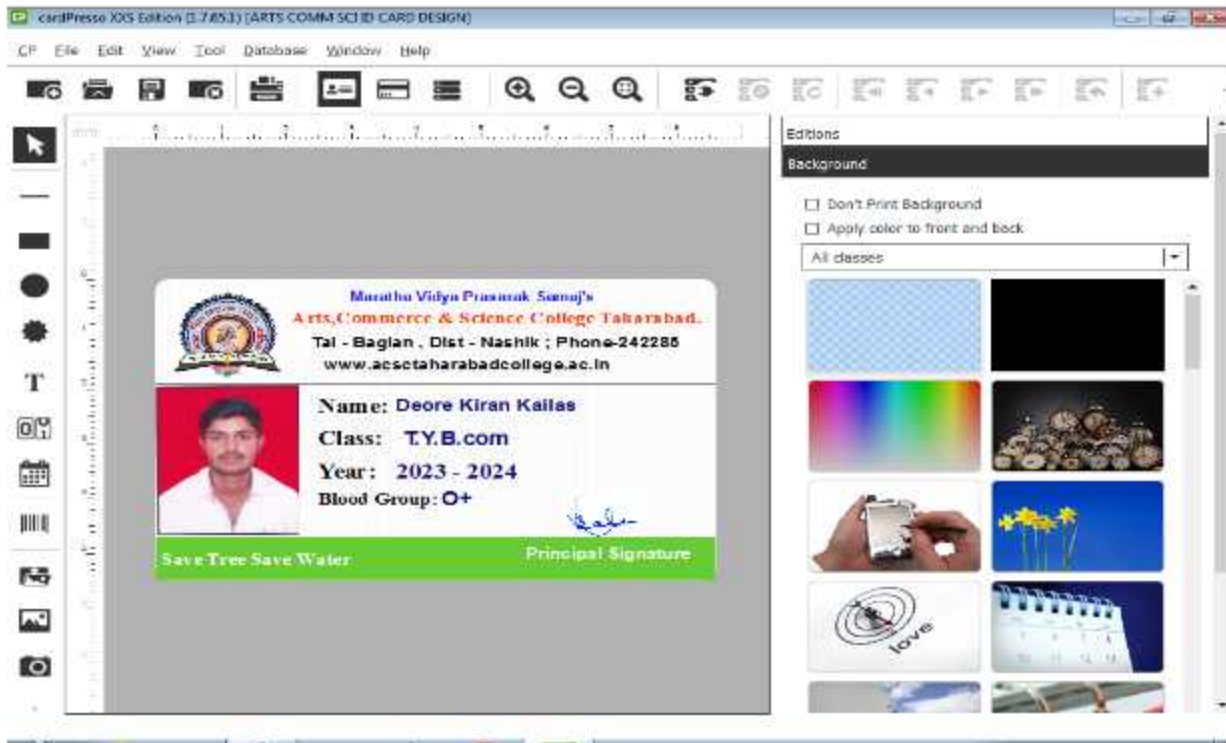 cardPresso XXS Edition (1.7.65.1) [ARTS COMM SCI ID CARD DESIGN]
CP File Edit View Tool Database Window Help
Editions
Background
Don't Print Background
Apply color to front and back
All classes
Maratha Vidya Prasarak Samaj's
Arts,Commerce & Science College Taharabad.
Tal - Baglan , Dist - Nashik ; Phone-242286
www.acsctaharabadcollege.ac.in
Name: Deore Kiran Kailas
Class: T.Y.B.com
Year: 2023 - 2024
Blood Group: O+
Save Tree Save Water
Principal Signature
love